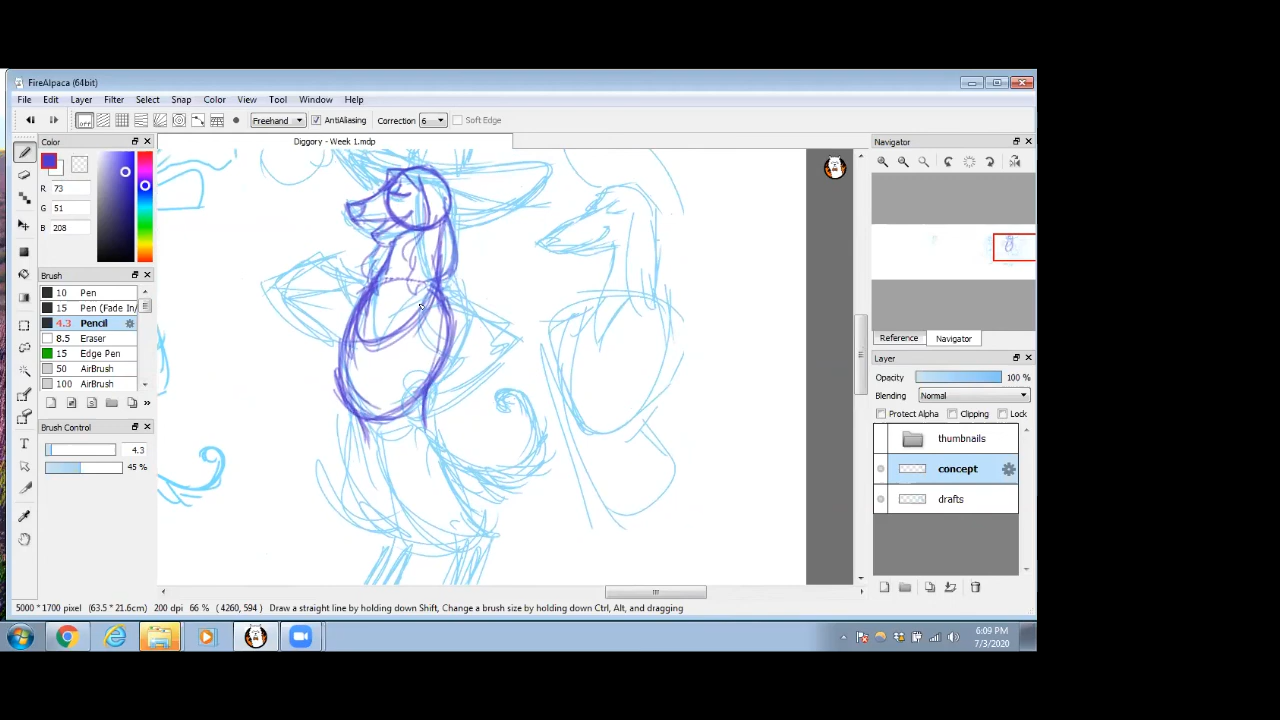 FireAlpaca (64bit)
File Edit Layer Filter Select Snap Color View Tool Window Help
off Freehand AntiAliasing Correction 6 Soft Edge
Color
Diggory - Week 1.mdp
Navigator
R 73
G 51
B 208
Brush
10 Pen
15 Pen (Fade In/
4.3 Pencil
8.5 Eraser
15 Edge Pen
50 AirBrush
100 AirBrush
Reference Navigator
Layer
Opacity 100 %
Blending Normal
Protect Alpha Clipping Lock
Brush Control
4.3
45 %
thumbnails
concept
drafts
5000 * 1700 pixel (63.5 * 21.6cm) 200 dpi 66 % ( 4260, 594 ) Draw a straight line by holding down Shift, Change a brush size by holding down Ctrl, Alt, and dragging
6:09 PM
7/3/2020